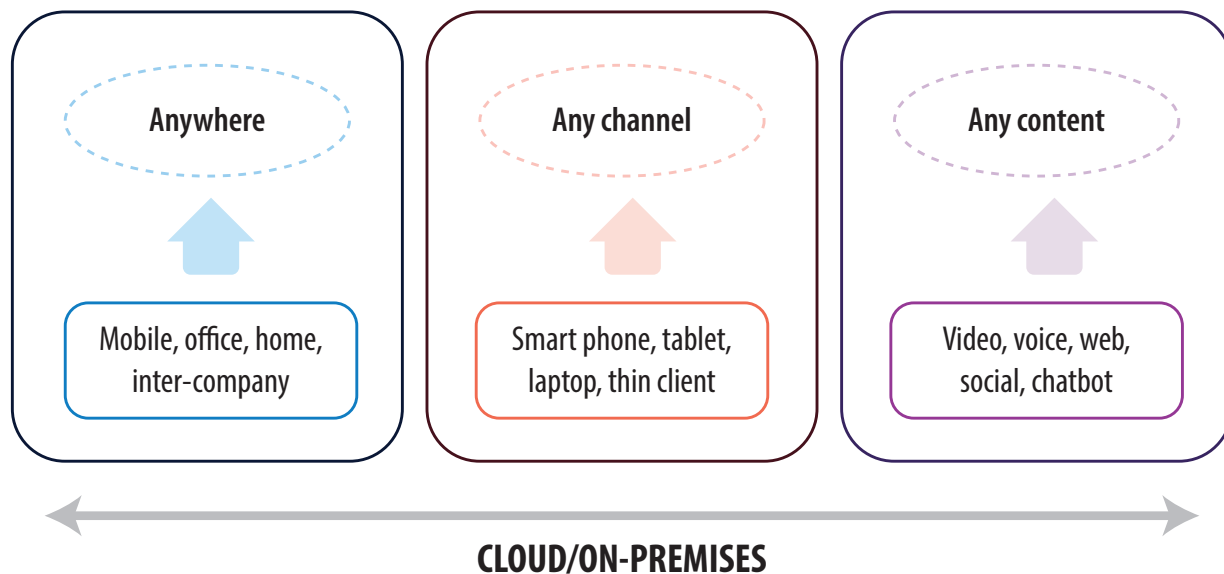 Anywhere
Mobile, office, home,
inter-company
Any channel
Smart phone, tablet,
laptop, thin client
Any content
Video, voice, web,
social, chatbot
CLOUD/ON-PREMISES